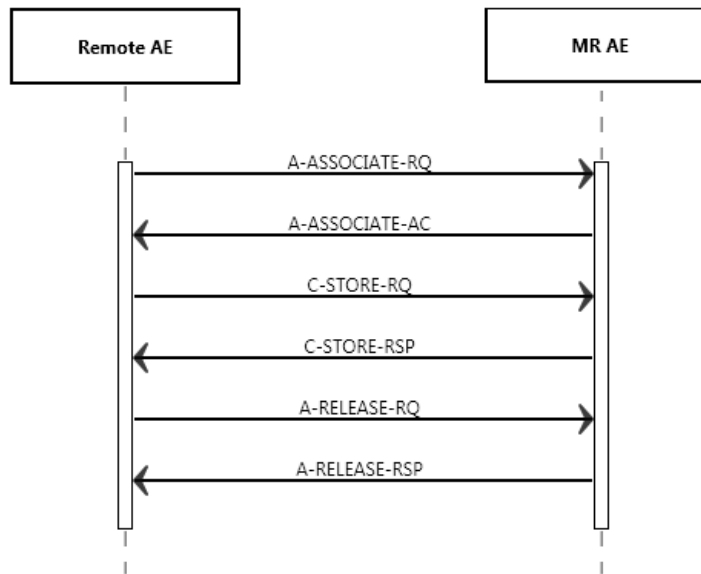 Remote AE
MR AE
A-ASSOCIATE-RQ
A-ASSOCIATE-AC
C-STORE-RQ
C-STORE-RSP
A-RELEASE-RQ
A-RELEASE-RSP